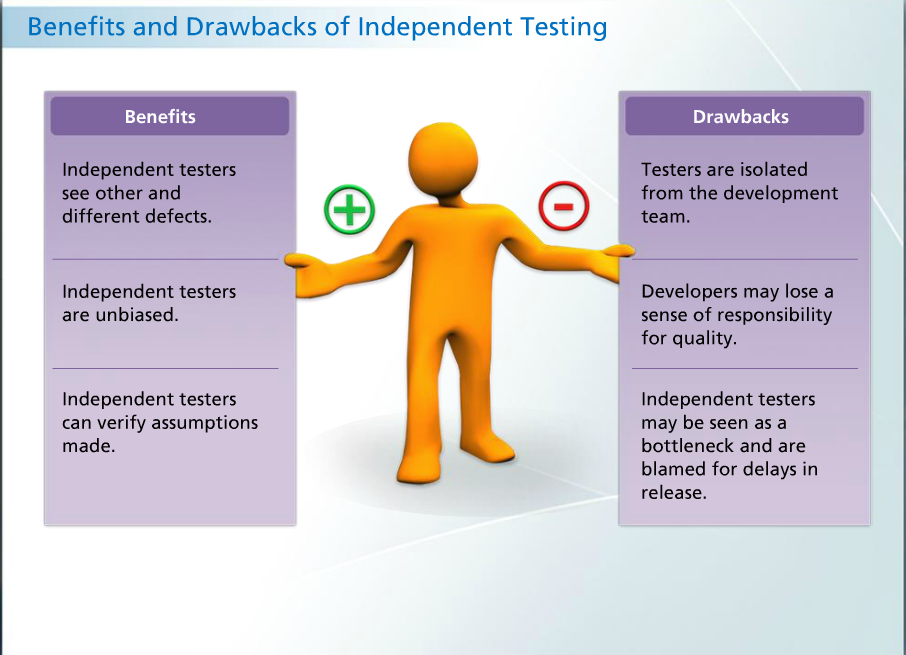 Benefits and Drawbacks of Independent Testing
Benefits
Independent testers
see other and
different defects.
Independent testers
are unbiased.
Independent testers
can verify assumptions
made.
Drawbacks
Testers are isolated
from the development
team.
Developers may lose a
sense of responsibility
for quality.
Independent testers
may be seen as a
bottleneck and are
blamed for delays in
release.